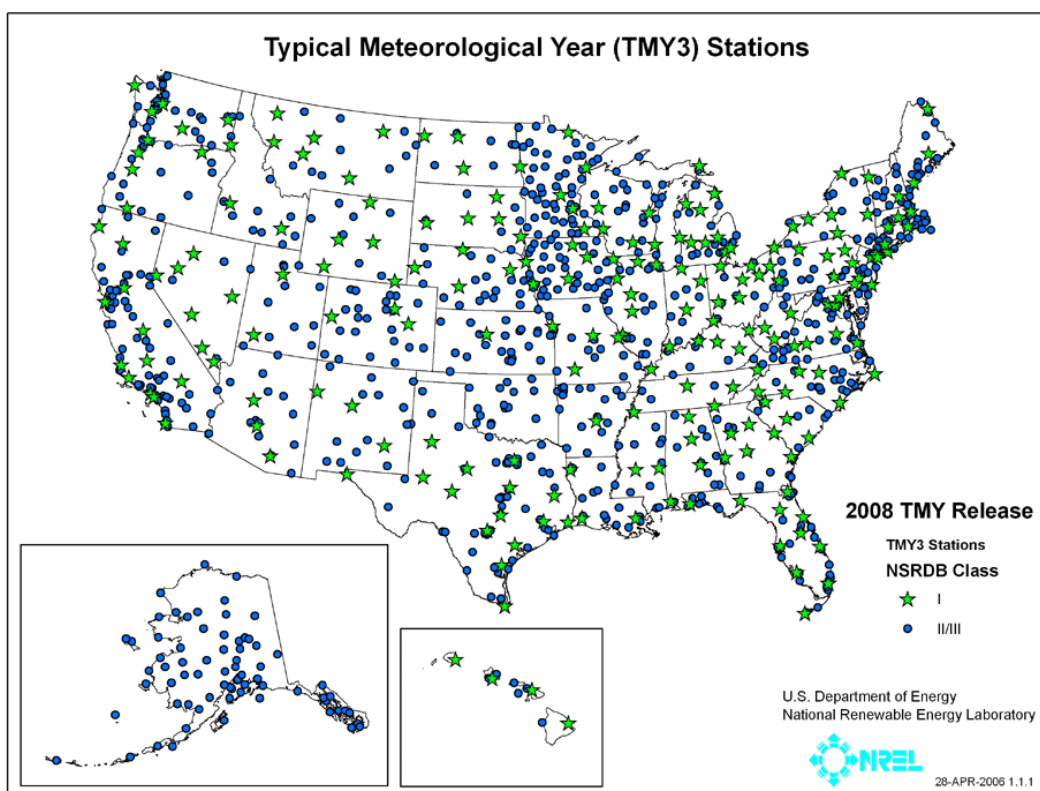 Typical Meteorological Year (TMY3) Stations
2008 TMY Release
TMY3 Stations
NSRDB Class
I
II/III
U.S. Department of Energy
National Renewable Energy Laboratory
NREL
28-APR-2006 1.1.1